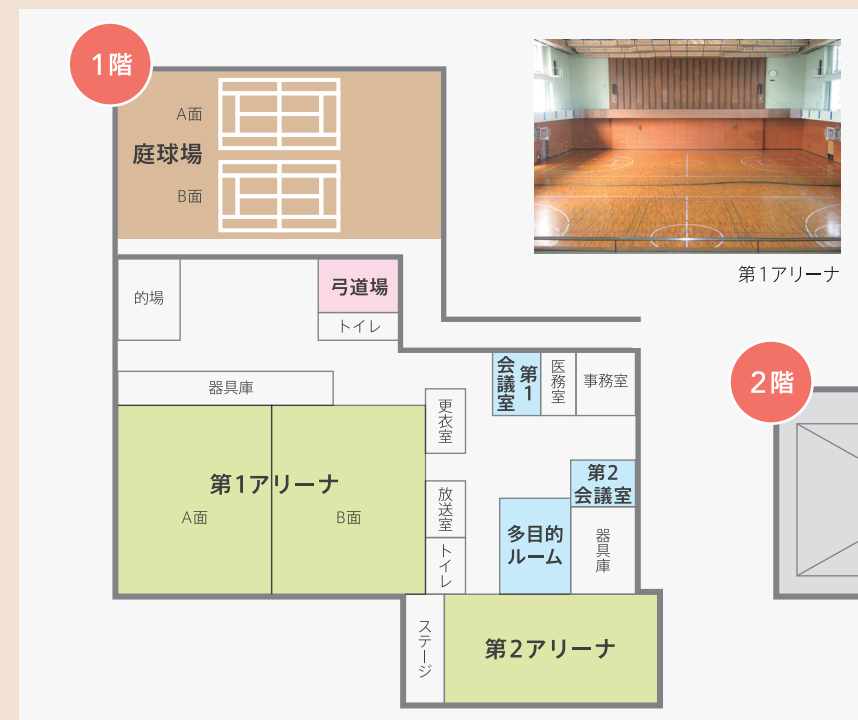 1階
A面
庭球場
B面
第1アリーナ
的場
弓道場
トイレ
器具庫
第1
会議室
医務室
事務室
2階
更衣室
第1アリーナ
A面
B面
放送室
トイレ
第2
会議室
多目的
ルーム
器具庫
ステージ
第2アリーナ